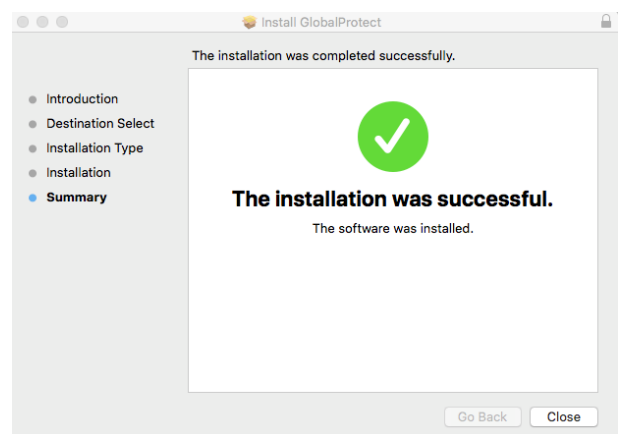 Install GlobalProtect
The installation was completed successfully.
Introduction
Destination Select
Installation Type
Installation
Summary
The installation was successful.
The software was installed.
Go Back
Close